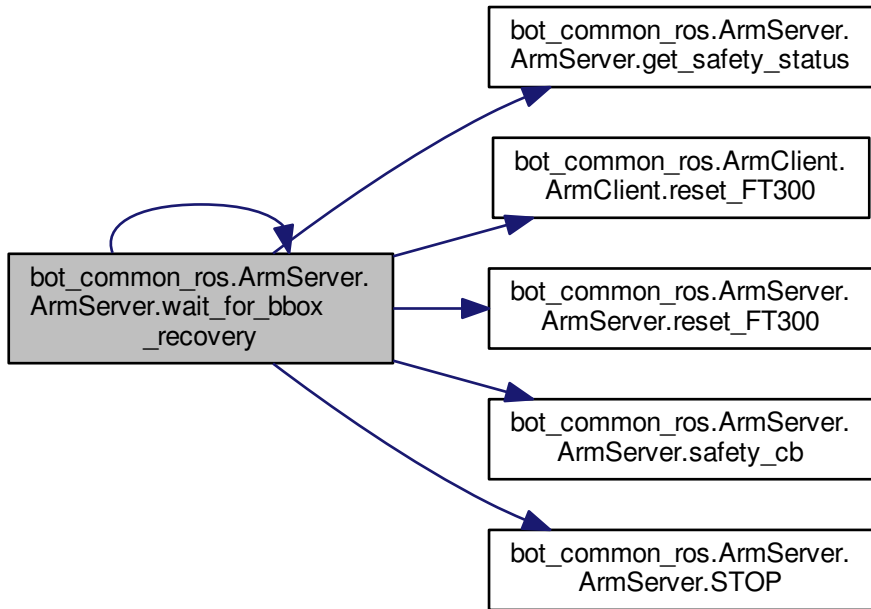 bot_common_ros.ArmServer.
ArmServer.get_safety_status
bot_common_ros.ArmClient.
ArmClient.reset_FT300
bot_common_ros.ArmServer.
ArmServer.wait_for_bbox
_recovery
bot_common_ros.ArmServer.
ArmServer.reset_FT300
bot_common_ros.ArmServer.
ArmServer.safety_cb
bot_common_ros.ArmServer.
ArmServer.STOP